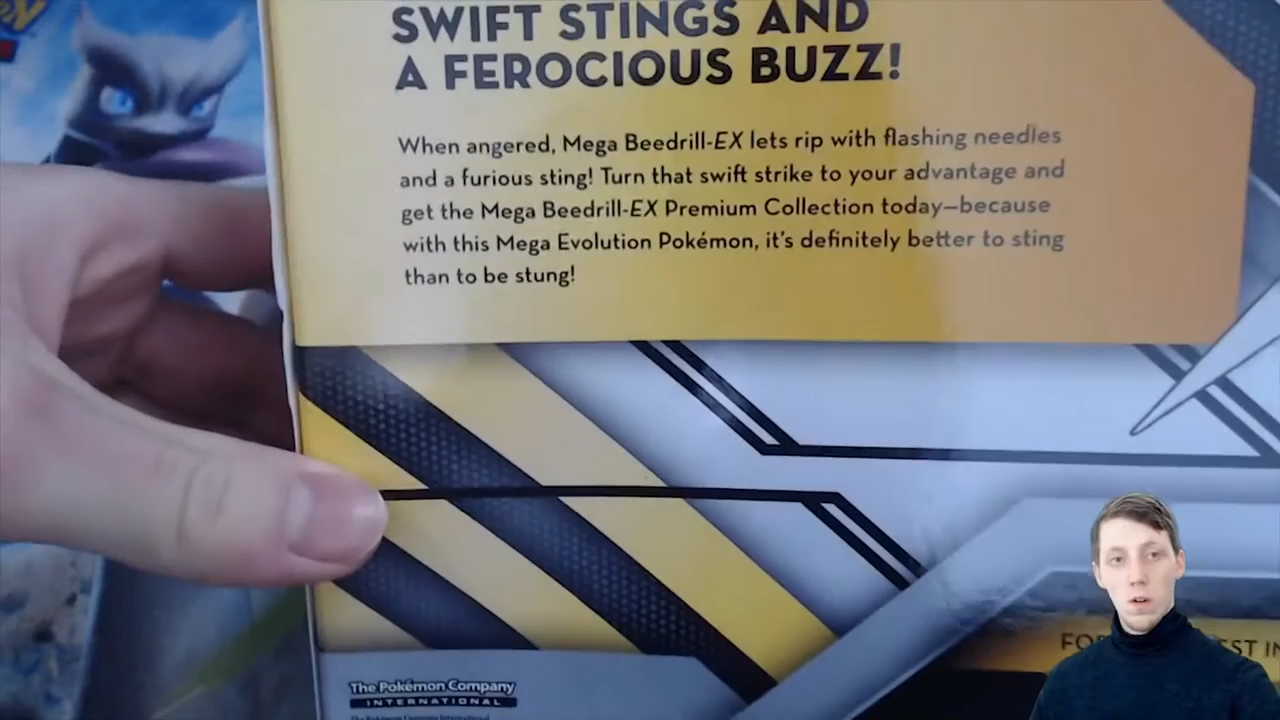 SWIFT STINGS AND
A FEROCIOUS BUZZ!
When angered, Mega Beedrill-EX lets rip with flashing needles
and a furious sting! Turn that swift strike to your advantage and
get the Mega Beedrill-EX Premium Collection today—because
with this Mega Evolution Pokémon, it's definitely better to sting
than to be stung!
The Pokémon Company
INTERNATIONAL